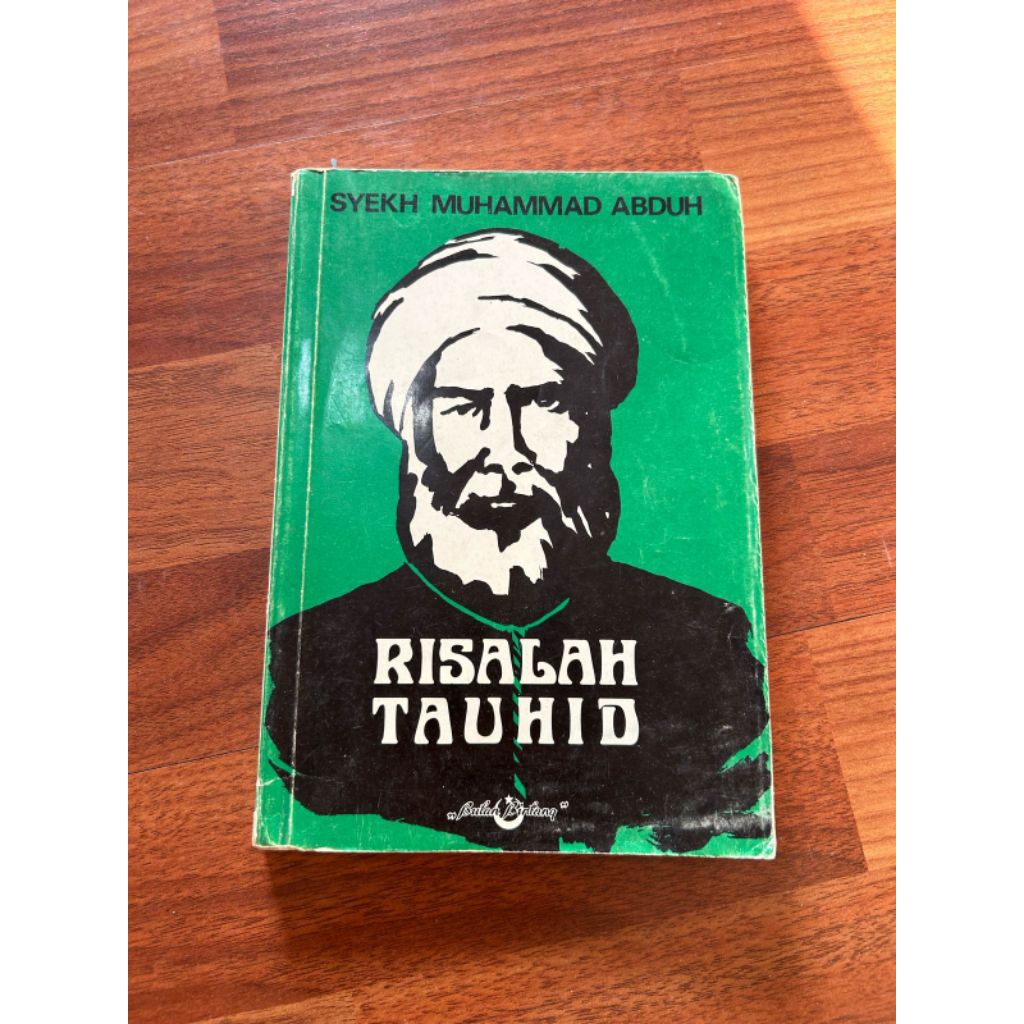 SYEKH MUHAMMAD ABDUH
RISALAH
TAUHID
„Bulan Bintang”